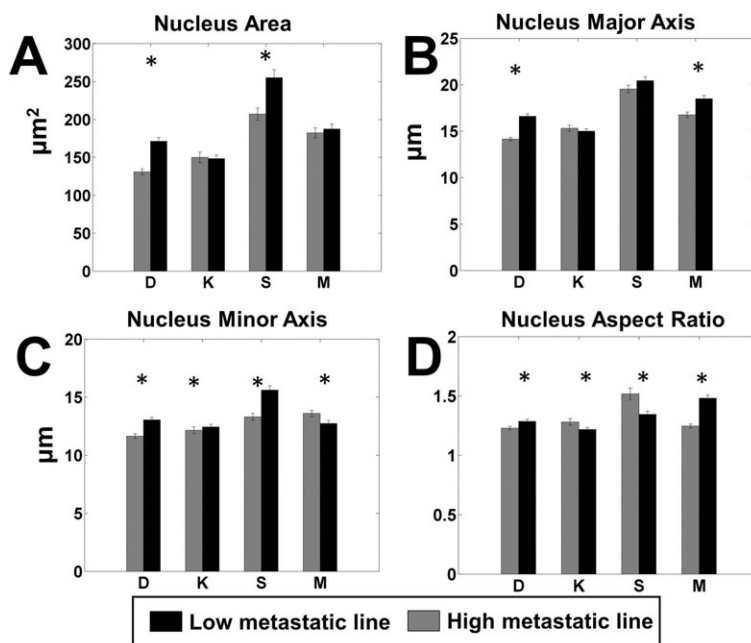 A
Nucleus Area
300
250
200
150
100
50
0
µm²
*
*
D K S M
B
Nucleus Major Axis
25
20
15
10
5
0
µm
*
*
D K S M
C
Nucleus Minor Axis
20
15
10
5
0
µm
* * * *
D K S M
D
Nucleus Aspect Ratio
2
1.5
1
0.5
0
* * * *
D K S M
Low metastatic line High metastatic line